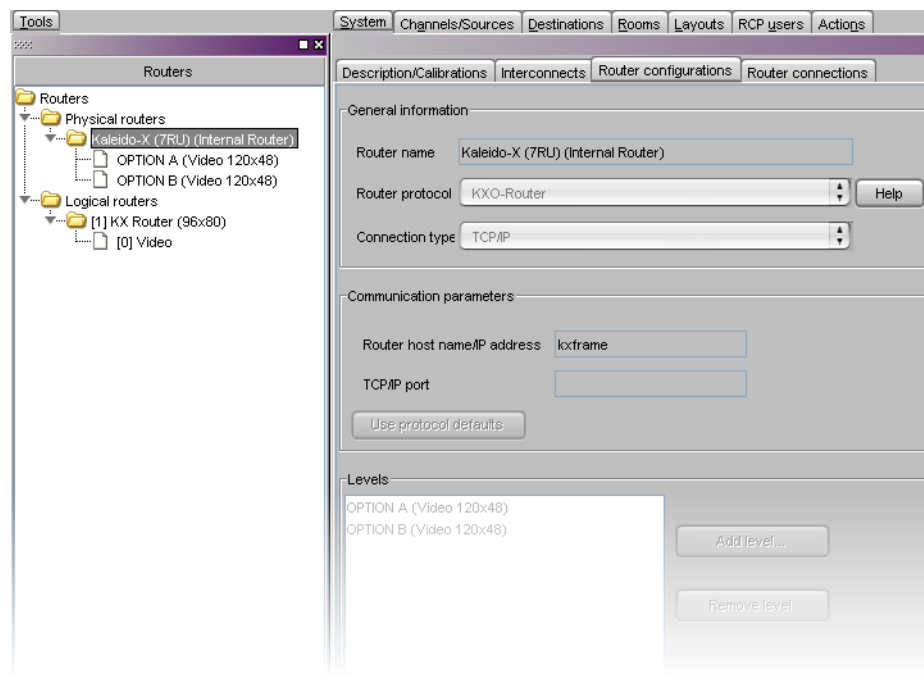 Tools
Routers
Routers
Physical routers
Kaleido-X (7RU) (Internal Router)
OPTION A (Video 120x48)
OPTION B (Video 120x48)
Logical routers
[1] KX Router (96x80)
[0] Video
System Channels/Sources Destinations Rooms Layouts RCP users Actions
Description/Calibrations Interconnects Router configurations Router connections
General information
Router name Kaleido-X (7RU) (Internal Router)
Router protocol KXO-Router Help
Connection type TCP/IP
Communication parameters
Router host name/IP address kxframe
TCP/IP port
Use protocol defaults
Levels
OPTION A (Video 120x48)
OPTION B (Video 120x48)
Add level...
Remove level